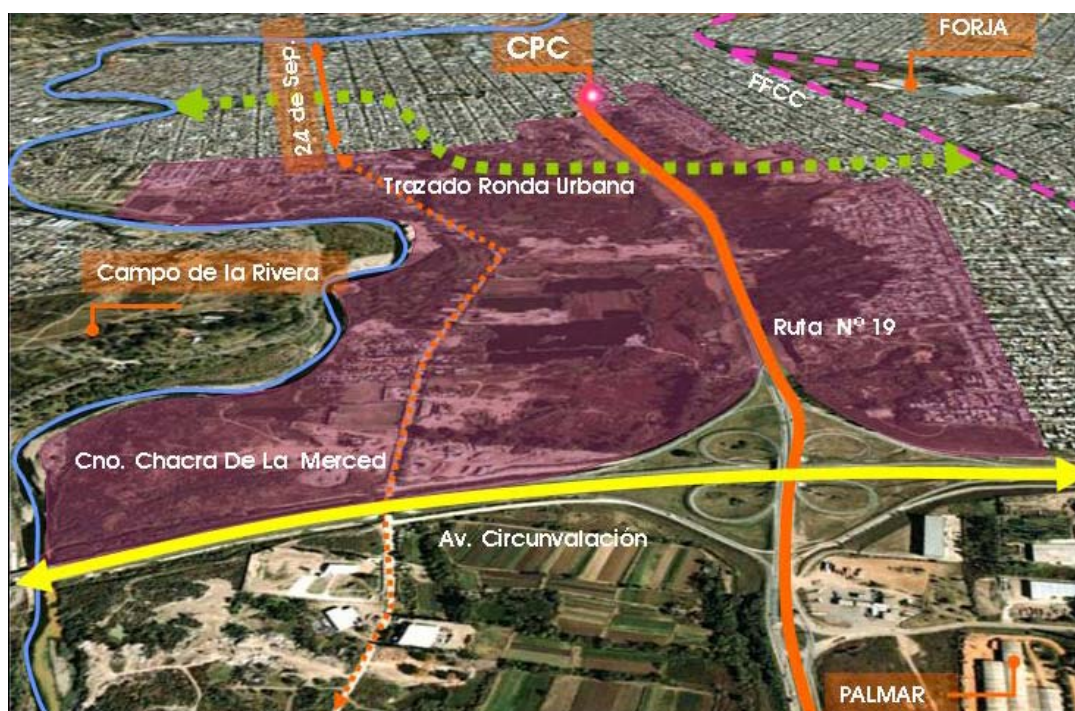 FORJA
CPC
FFCC
24 de Sep.
Trazado Ronda Urbana
Campo de la Rivera
Ruta Nº 19
Cno. Chacra De La Merced
Av. Circunvalación
PALMAR